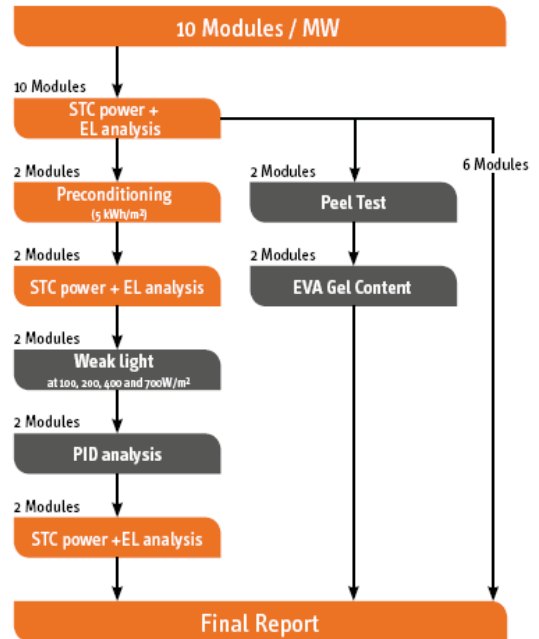 10 Modules / MW
10 Modules
STC power +
EL analysis
6 Modules
2 Modules
Preconditioning
(5 kWh/m²)
2 Modules
Peel Test
2 Modules
STC power + EL analysis
2 Modules
EVA Gel Content
2 Modules
Weak light
at 100, 200, 400 and 700W/m²
2 Modules
PID analysis
2 Modules
STC power +EL analysis
Final Report